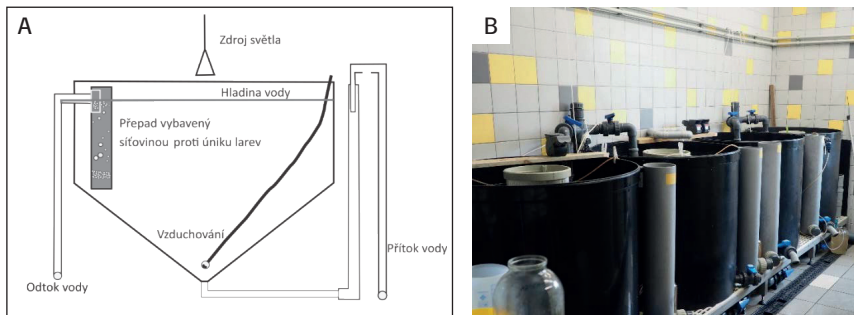 A
Zdroj světla
Hladina vody
Přepad vybavený
síťovinou proti úniku larev
Vzduchování
Přítok vody
Odtok vody
B